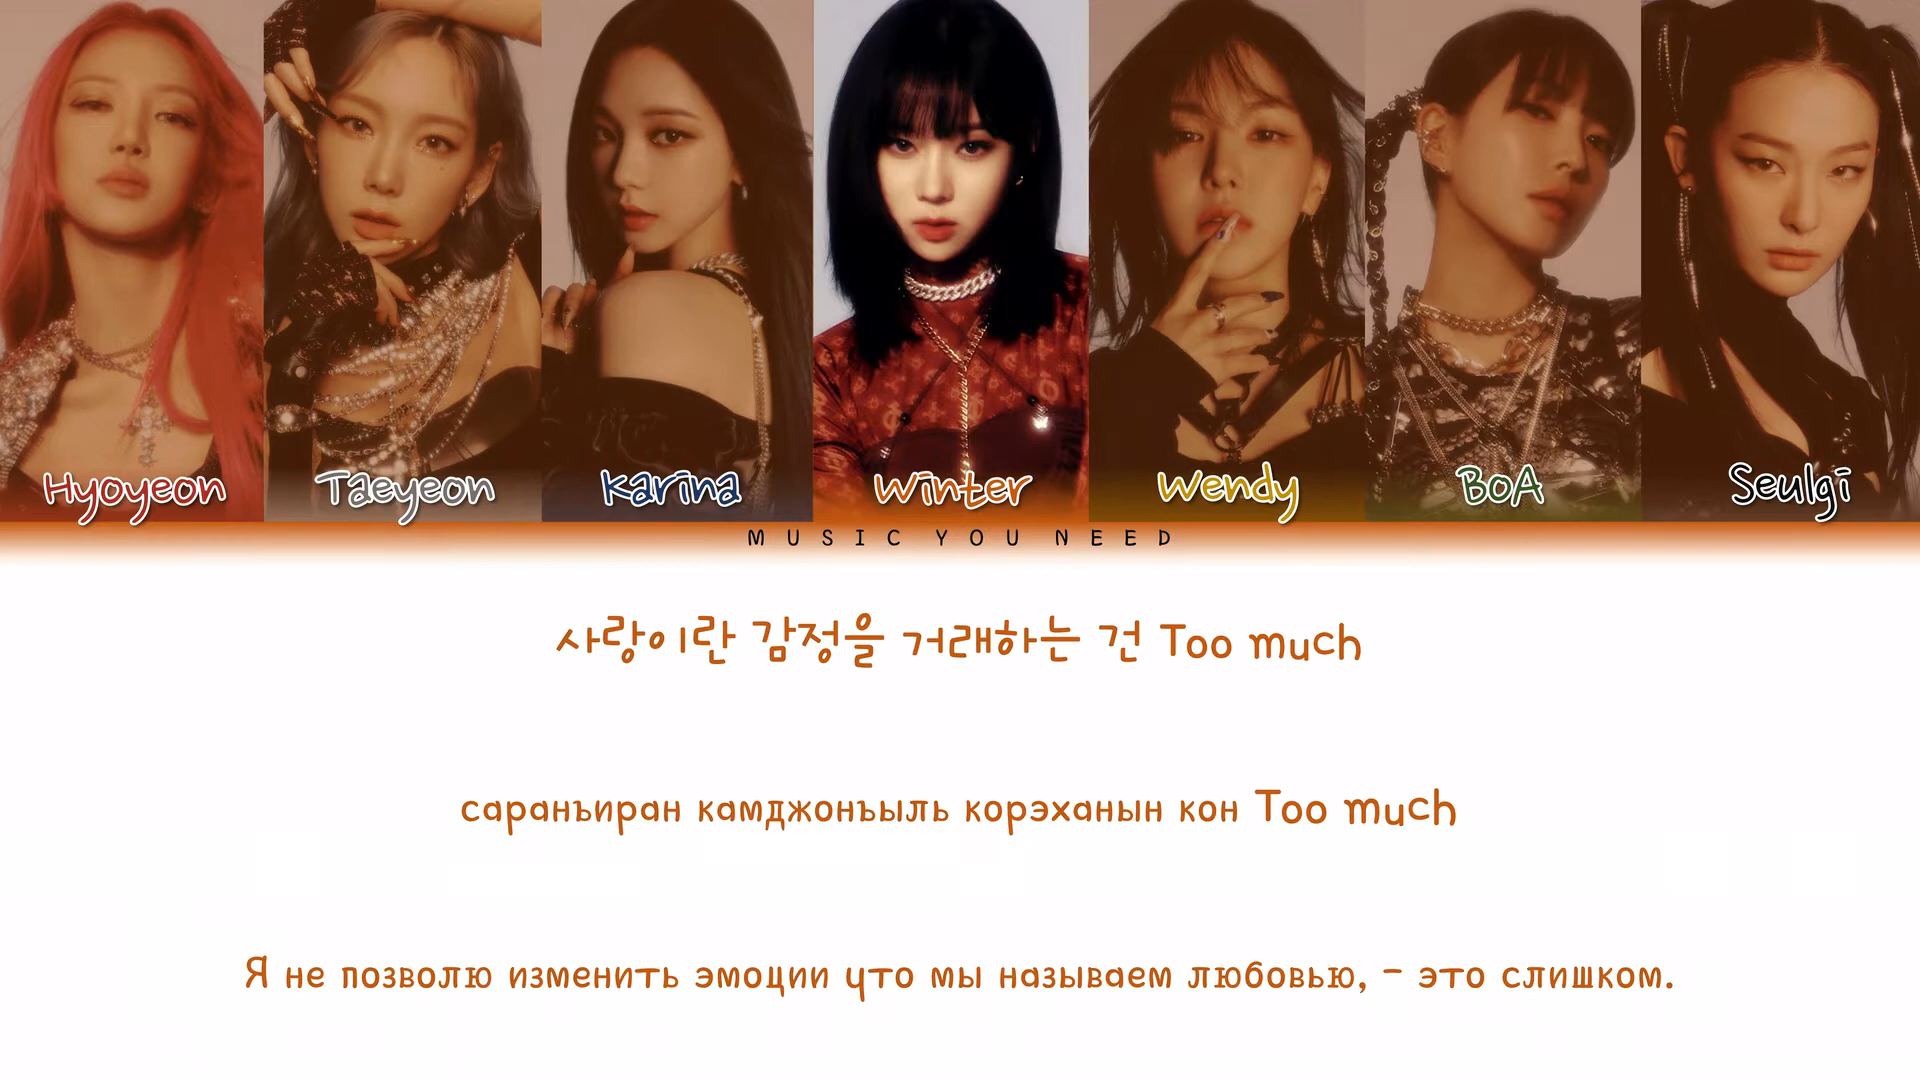 Hyoyeon Taeyeon Karina Winter Wendy BoA Seulgi
MUSIC YOU NEED
사랑이란 감정을 거래하는 건 Too much
саранъиран камджонъыль корэханын кон Too much
Я не позволю изменить эмоции что мы называем любовью, - это слишком.